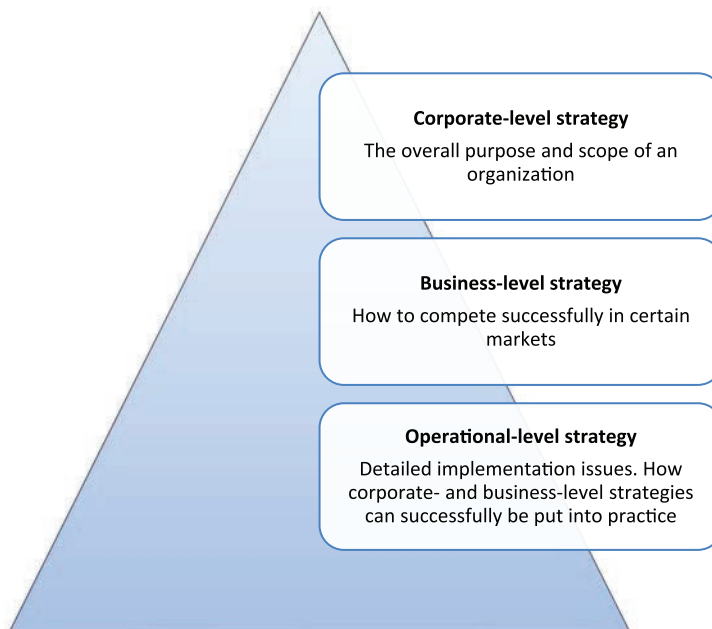 Corporate-level strategy
The overall purpose and scope of an
organization
Business-level strategy
How to compete successfully in certain
markets
Operational-level strategy
Detailed implementation issues. How
corporate- and business-level strategies
can successfully be put into practice